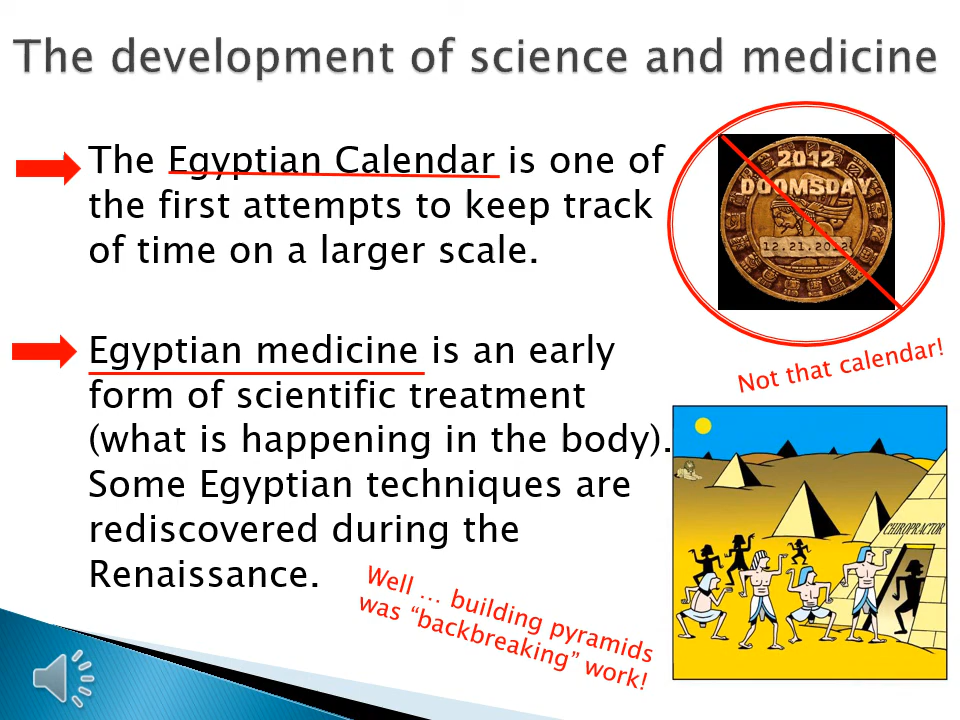 The development of science and medicine
The Egyptian Calendar is one of
the first attempts to keep track
of time on a larger scale.
2012
DOOMSDAY
12.21.2012
Not that calendar!
Egyptian medicine is an early
form of scientific treatment
(what is happening in the body).
Some Egyptian techniques are
rediscovered during the
Renaissance.
CHIROPRACTOR
Well … building pyramids
was “backbreaking” work!